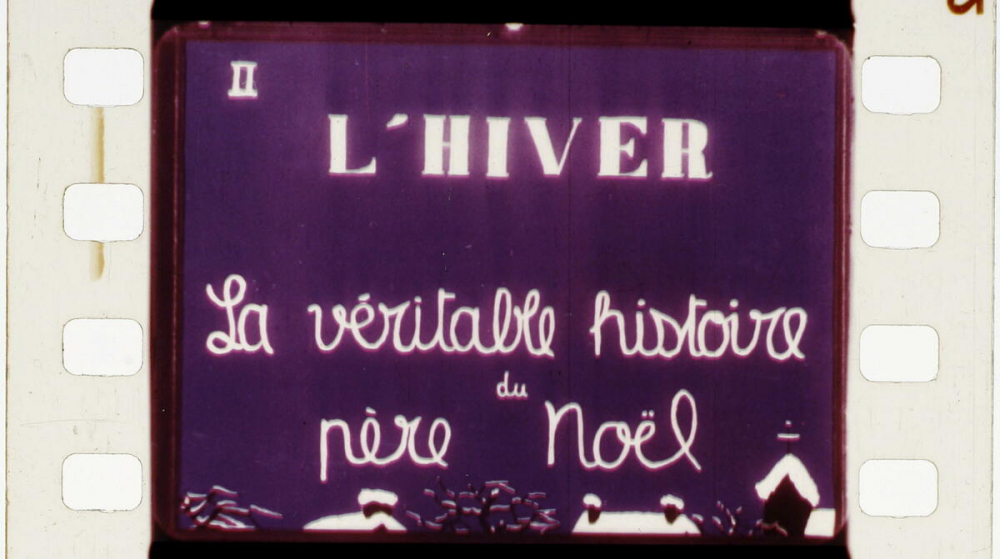 II
L'HIVER
La véritable histoire
du
père Noël